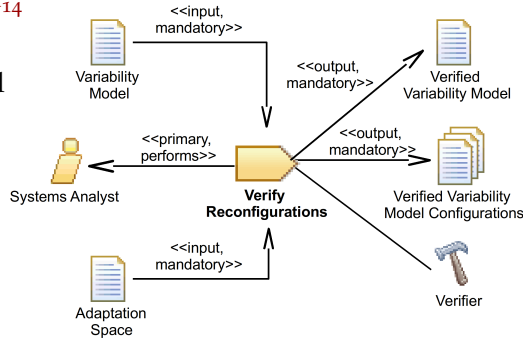 -14
<<input,
mandatory>>
Variability
Model
<<output,
mandatory>>
Verified
Variability Model
<<primary,
performs>>
Systems Analyst
Verify
Reconfigurations
<<output,
mandatory>>
Verified Variability
Model Configurations
<<input,
mandatory>>
Adaptation
Space
Verifier